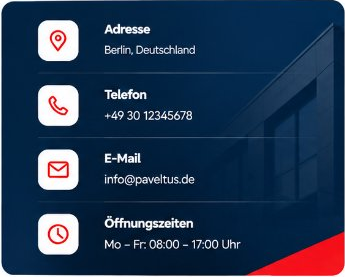 Adresse
Berlin, Deutschland
Telefon
+49 30 12345678
E-Mail
info@paveltus.de
Öffnungszeiten
Mo – Fr: 08:00 – 17:00 Uhr